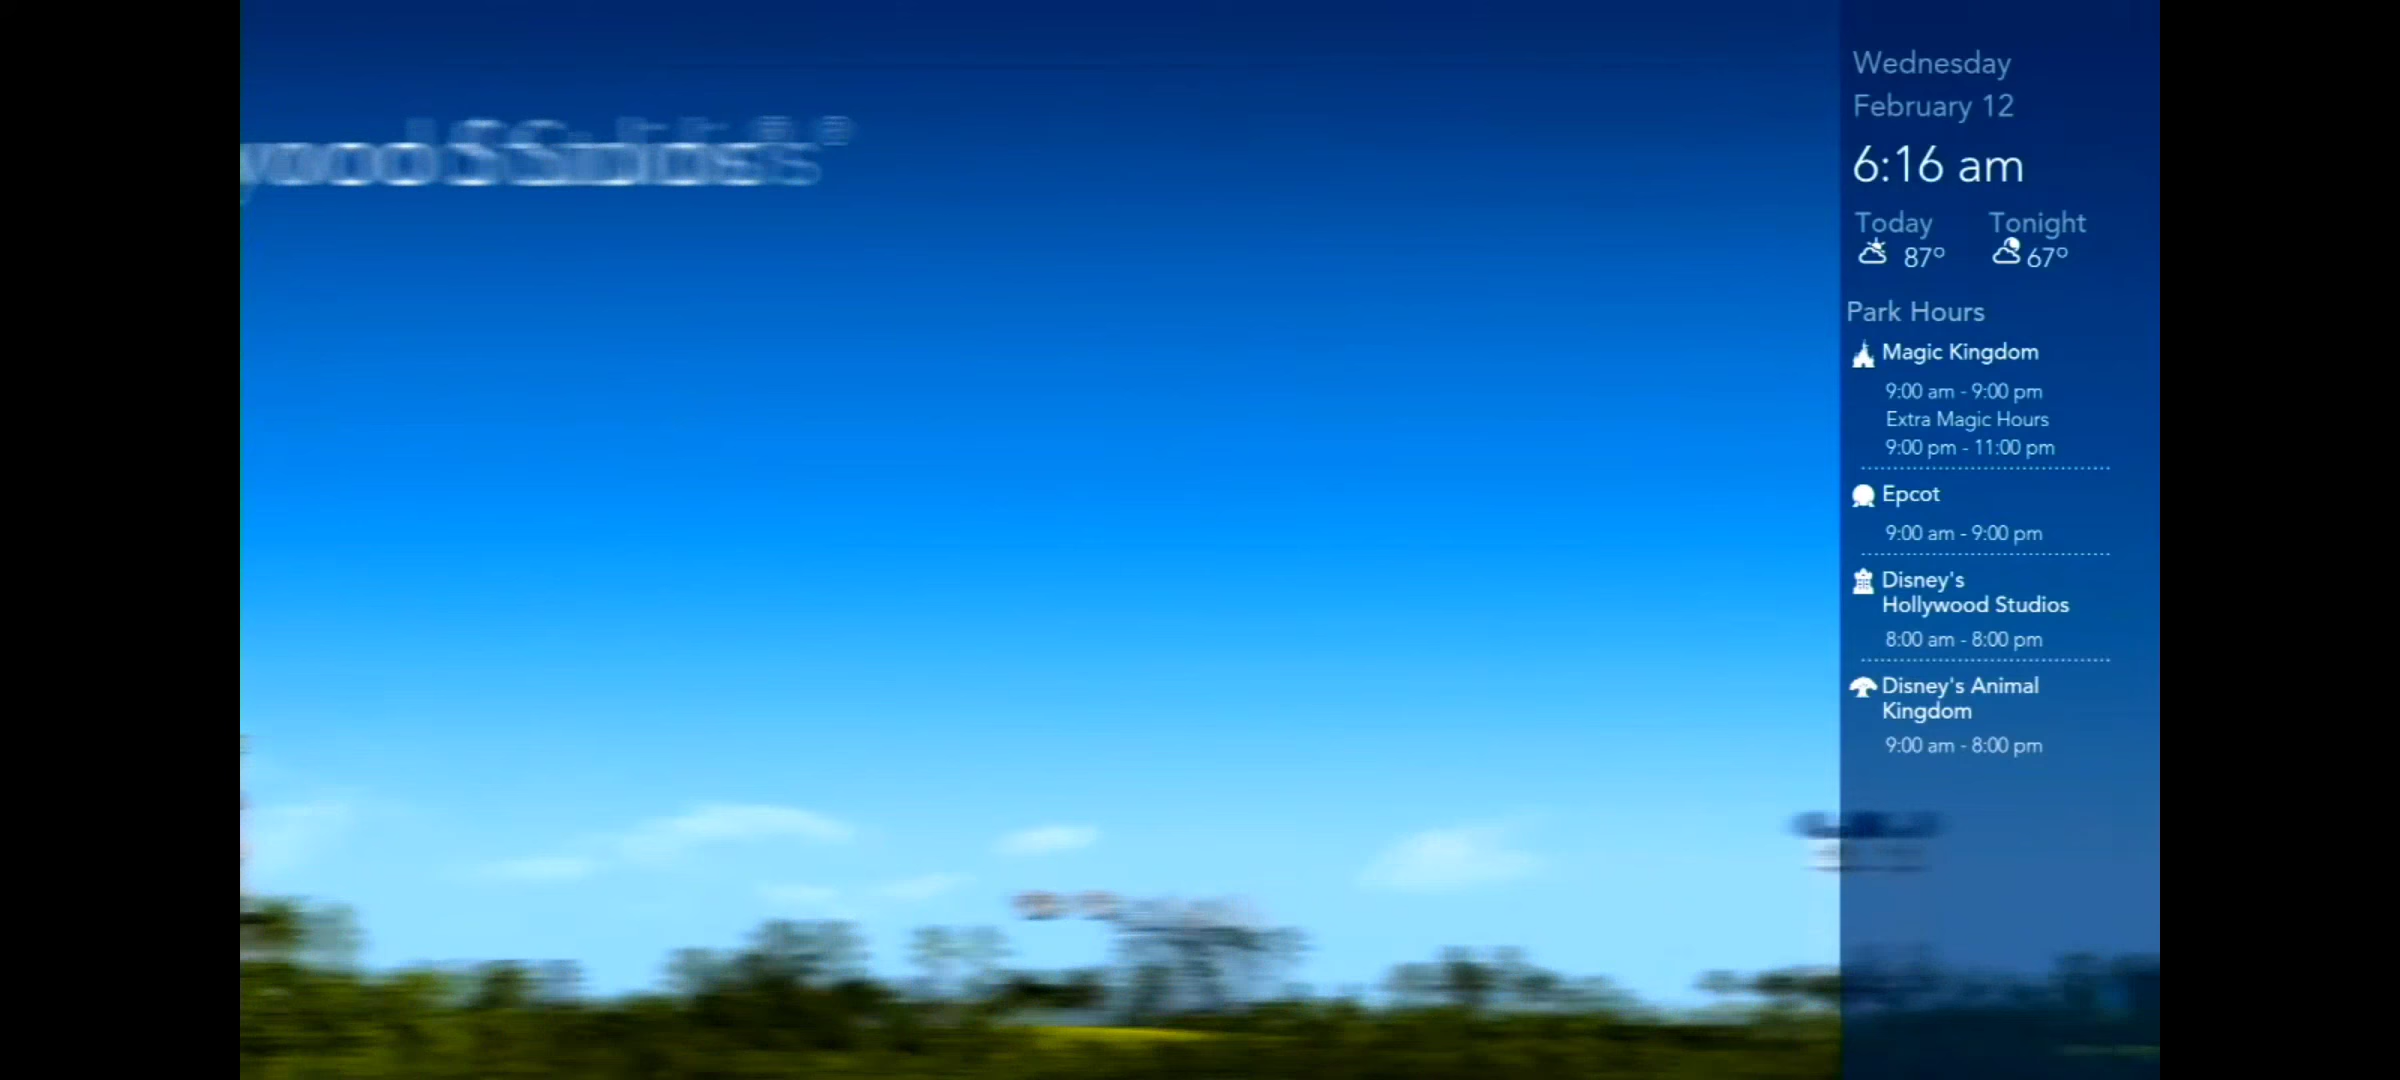 Wednesday
February 12
6:16 am
Today Tonight
87° 67°
Park Hours
Magic Kingdom
9:00 am - 9:00 pm
Extra Magic Hours
9:00 pm - 11:00 pm
Epcot
9:00 am - 9:00 pm
Disney's
Hollywood Studios
8:00 am - 8:00 pm
Disney's Animal
Kingdom
9:00 am - 8:00 pm